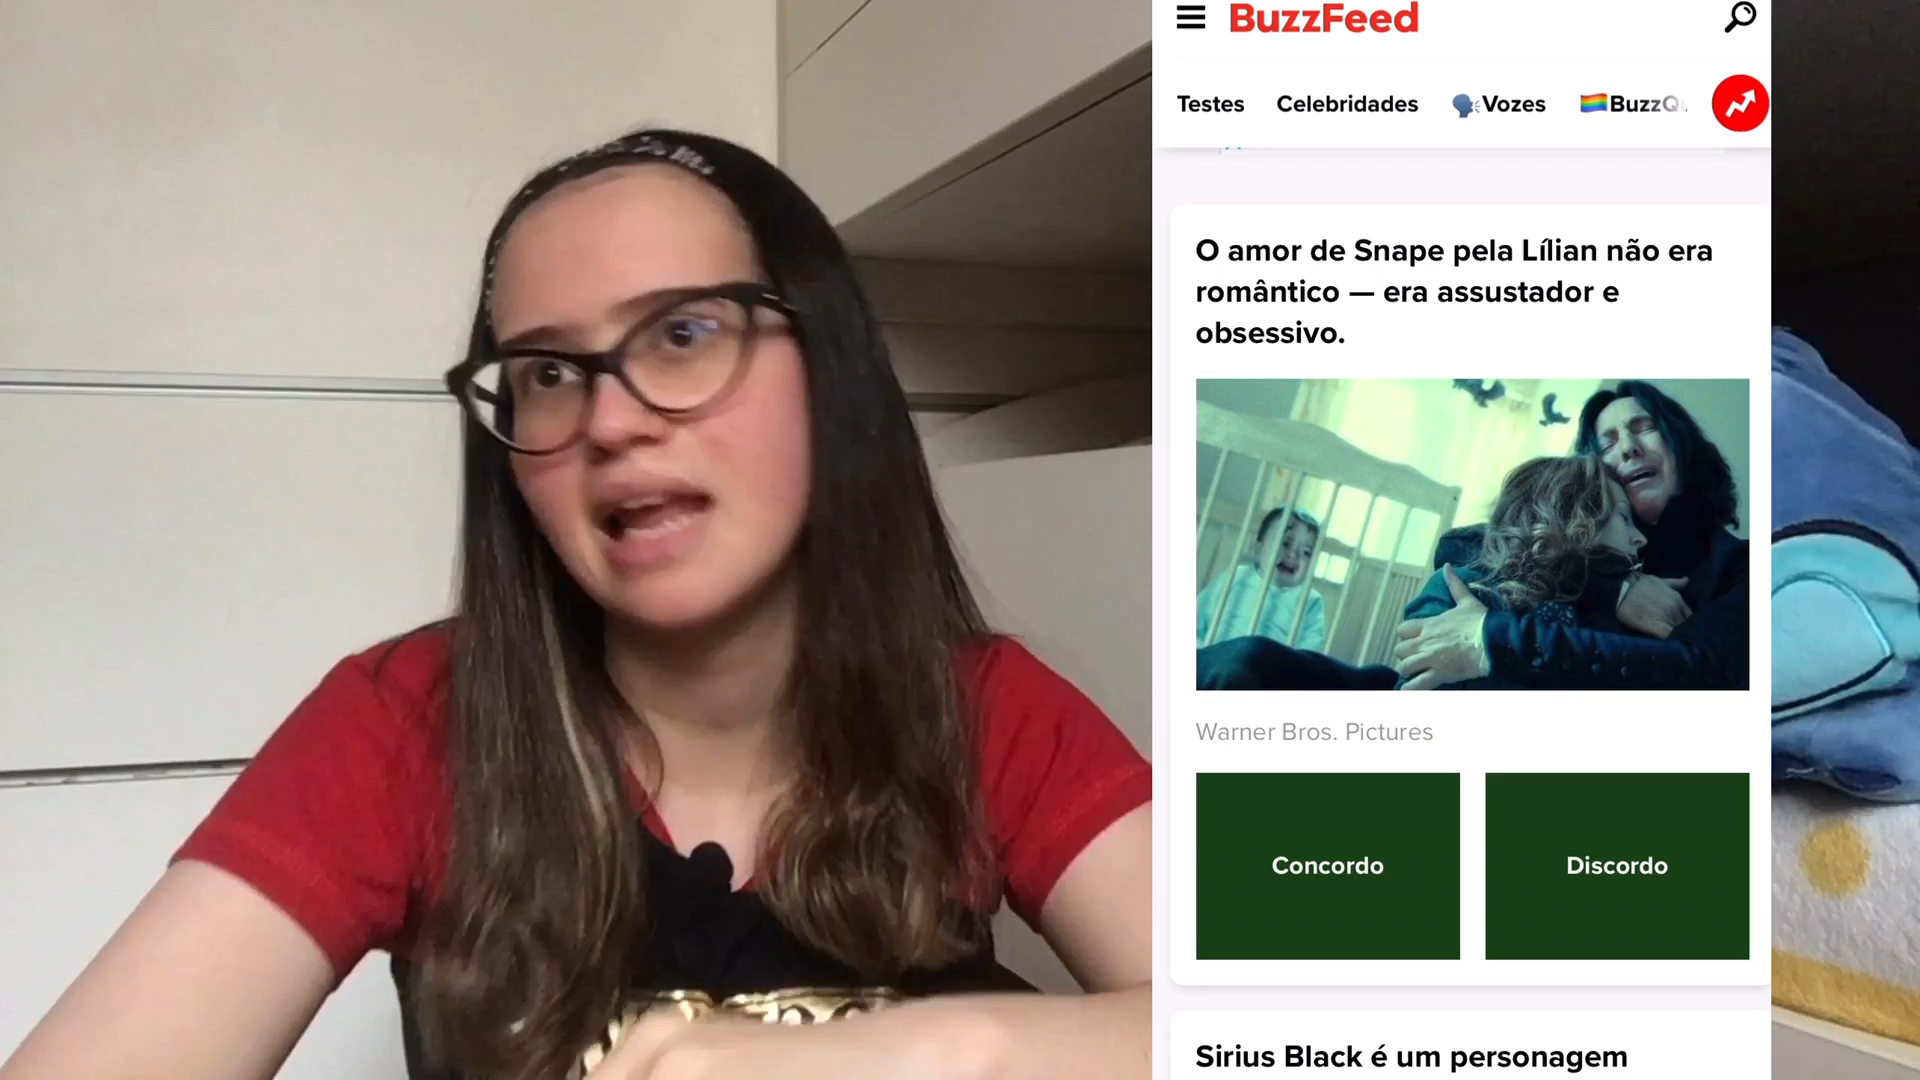 BuzzFeed
Testes Celebridades Vozes
O amor de Snape pela Lílian não era
romântico — era assustador e
obsessivo.
Warner Bros. Pictures
Concordo Discordo
Sirius Black é um personagem